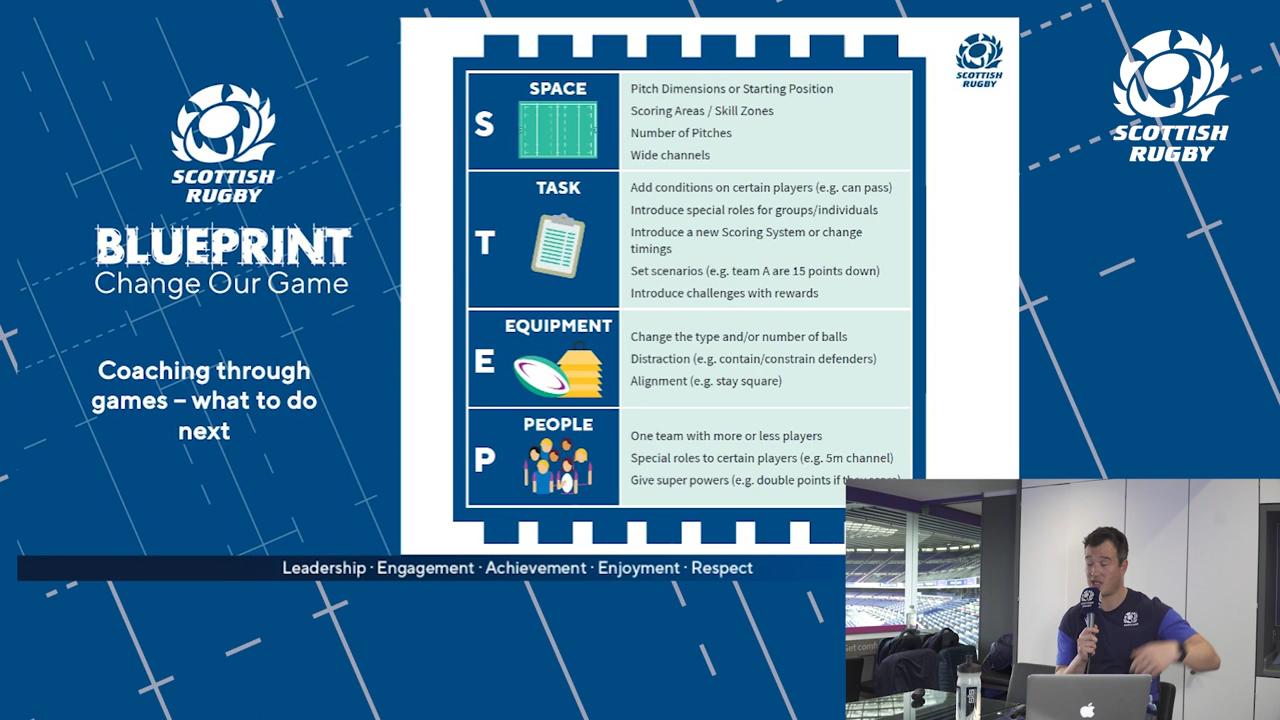 SCOTTISH
RUGBY
BLUEPRINT
Change Our Game
Coaching through
games – what to do
next
SCOTTISH
RUGBY
SCOTTISH
RUGBY
S
SPACE
Pitch Dimensions or Starting Position
Scoring Areas / Skill Zones
Number of Pitches
Wide channels
T
TASK
Add conditions on certain players (e.g. can pass)
Introduce special roles for groups/individuals
Introduce a new Scoring System or change
timings
Set scenarios (e.g. team A are 15 points down)
Introduce challenges with rewards
E
EQUIPMENT
Change the type and/or number of balls
Distraction (e.g. contain/constrain defenders)
Alignment (e.g. stay square)
P
PEOPLE
One team with more or less players
Special roles to certain players (e.g. 5m channel)
Give super powers (e.g. double points if
Leadership · Engagement · Achievement · Enjoyment · Respect
Get
SiS